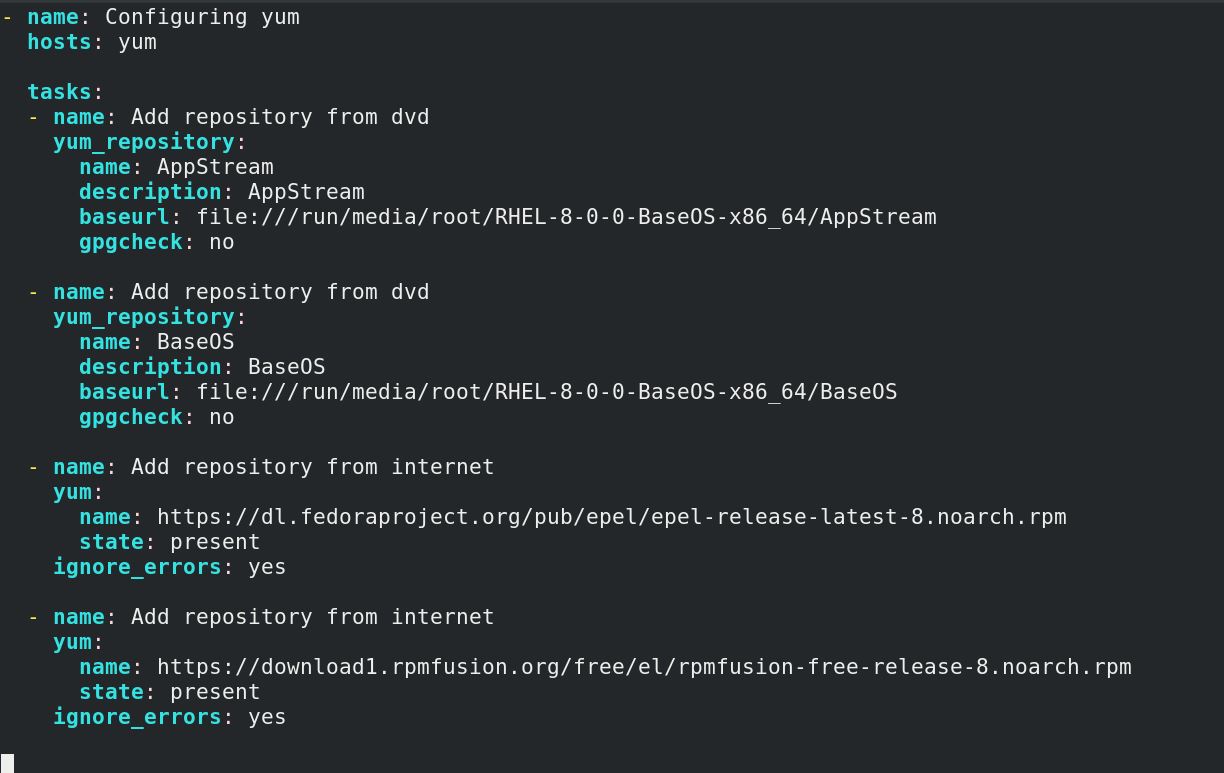 - name: Configuring yum
  hosts: yum

  tasks:
  - name: Add repository from dvd
    yum_repository:
      name: AppStream
      description: AppStream
      baseurl: file:///run/media/root/RHEL-8-0-0-BaseOS-x86_64/AppStream
      gpgcheck: no

  - name: Add repository from dvd
    yum_repository:
      name: BaseOS
      description: BaseOS
      baseurl: file:///run/media/root/RHEL-8-0-0-BaseOS-x86_64/BaseOS
      gpgcheck: no

  - name: Add repository from internet
    yum:
      name: https://dl.fedoraproject.org/pub/epel/epel-release-latest-8.noarch.rpm
      state: present
    ignore_errors: yes

  - name: Add repository from internet
    yum:
      name: https://download1.rpmfusion.org/free/el/rpmfusion-free-release-8.noarch.rpm
      state: present
    ignore_errors: yes